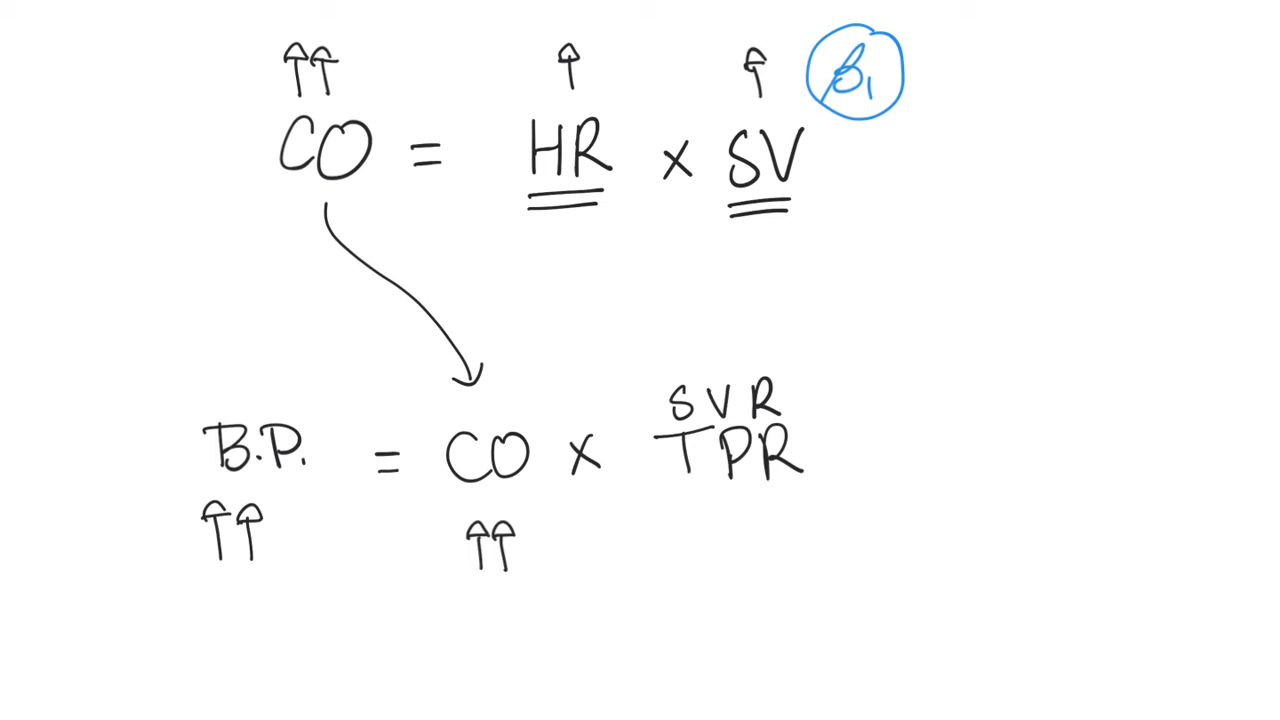 ↑↑ ↑ ↑ β₁
CO = HR x SV
SVR
B.P. = CO x TPR
↑↑ ↑↑